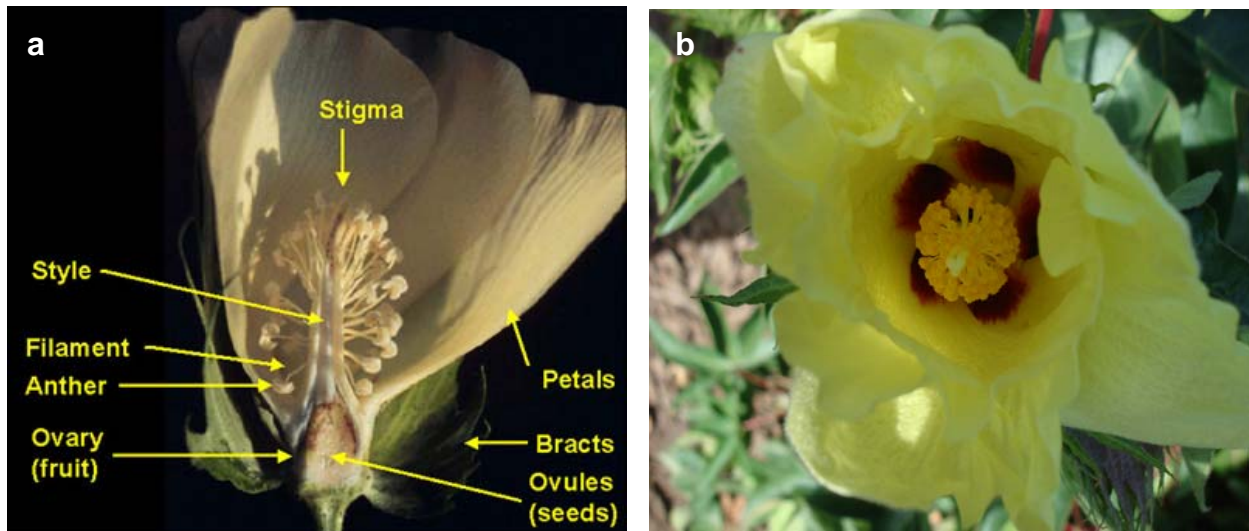 a
b
Stigma
Style
Filament
Anther
Petals
Ovary
(fruit)
Bracts
Ovules
(seeds)